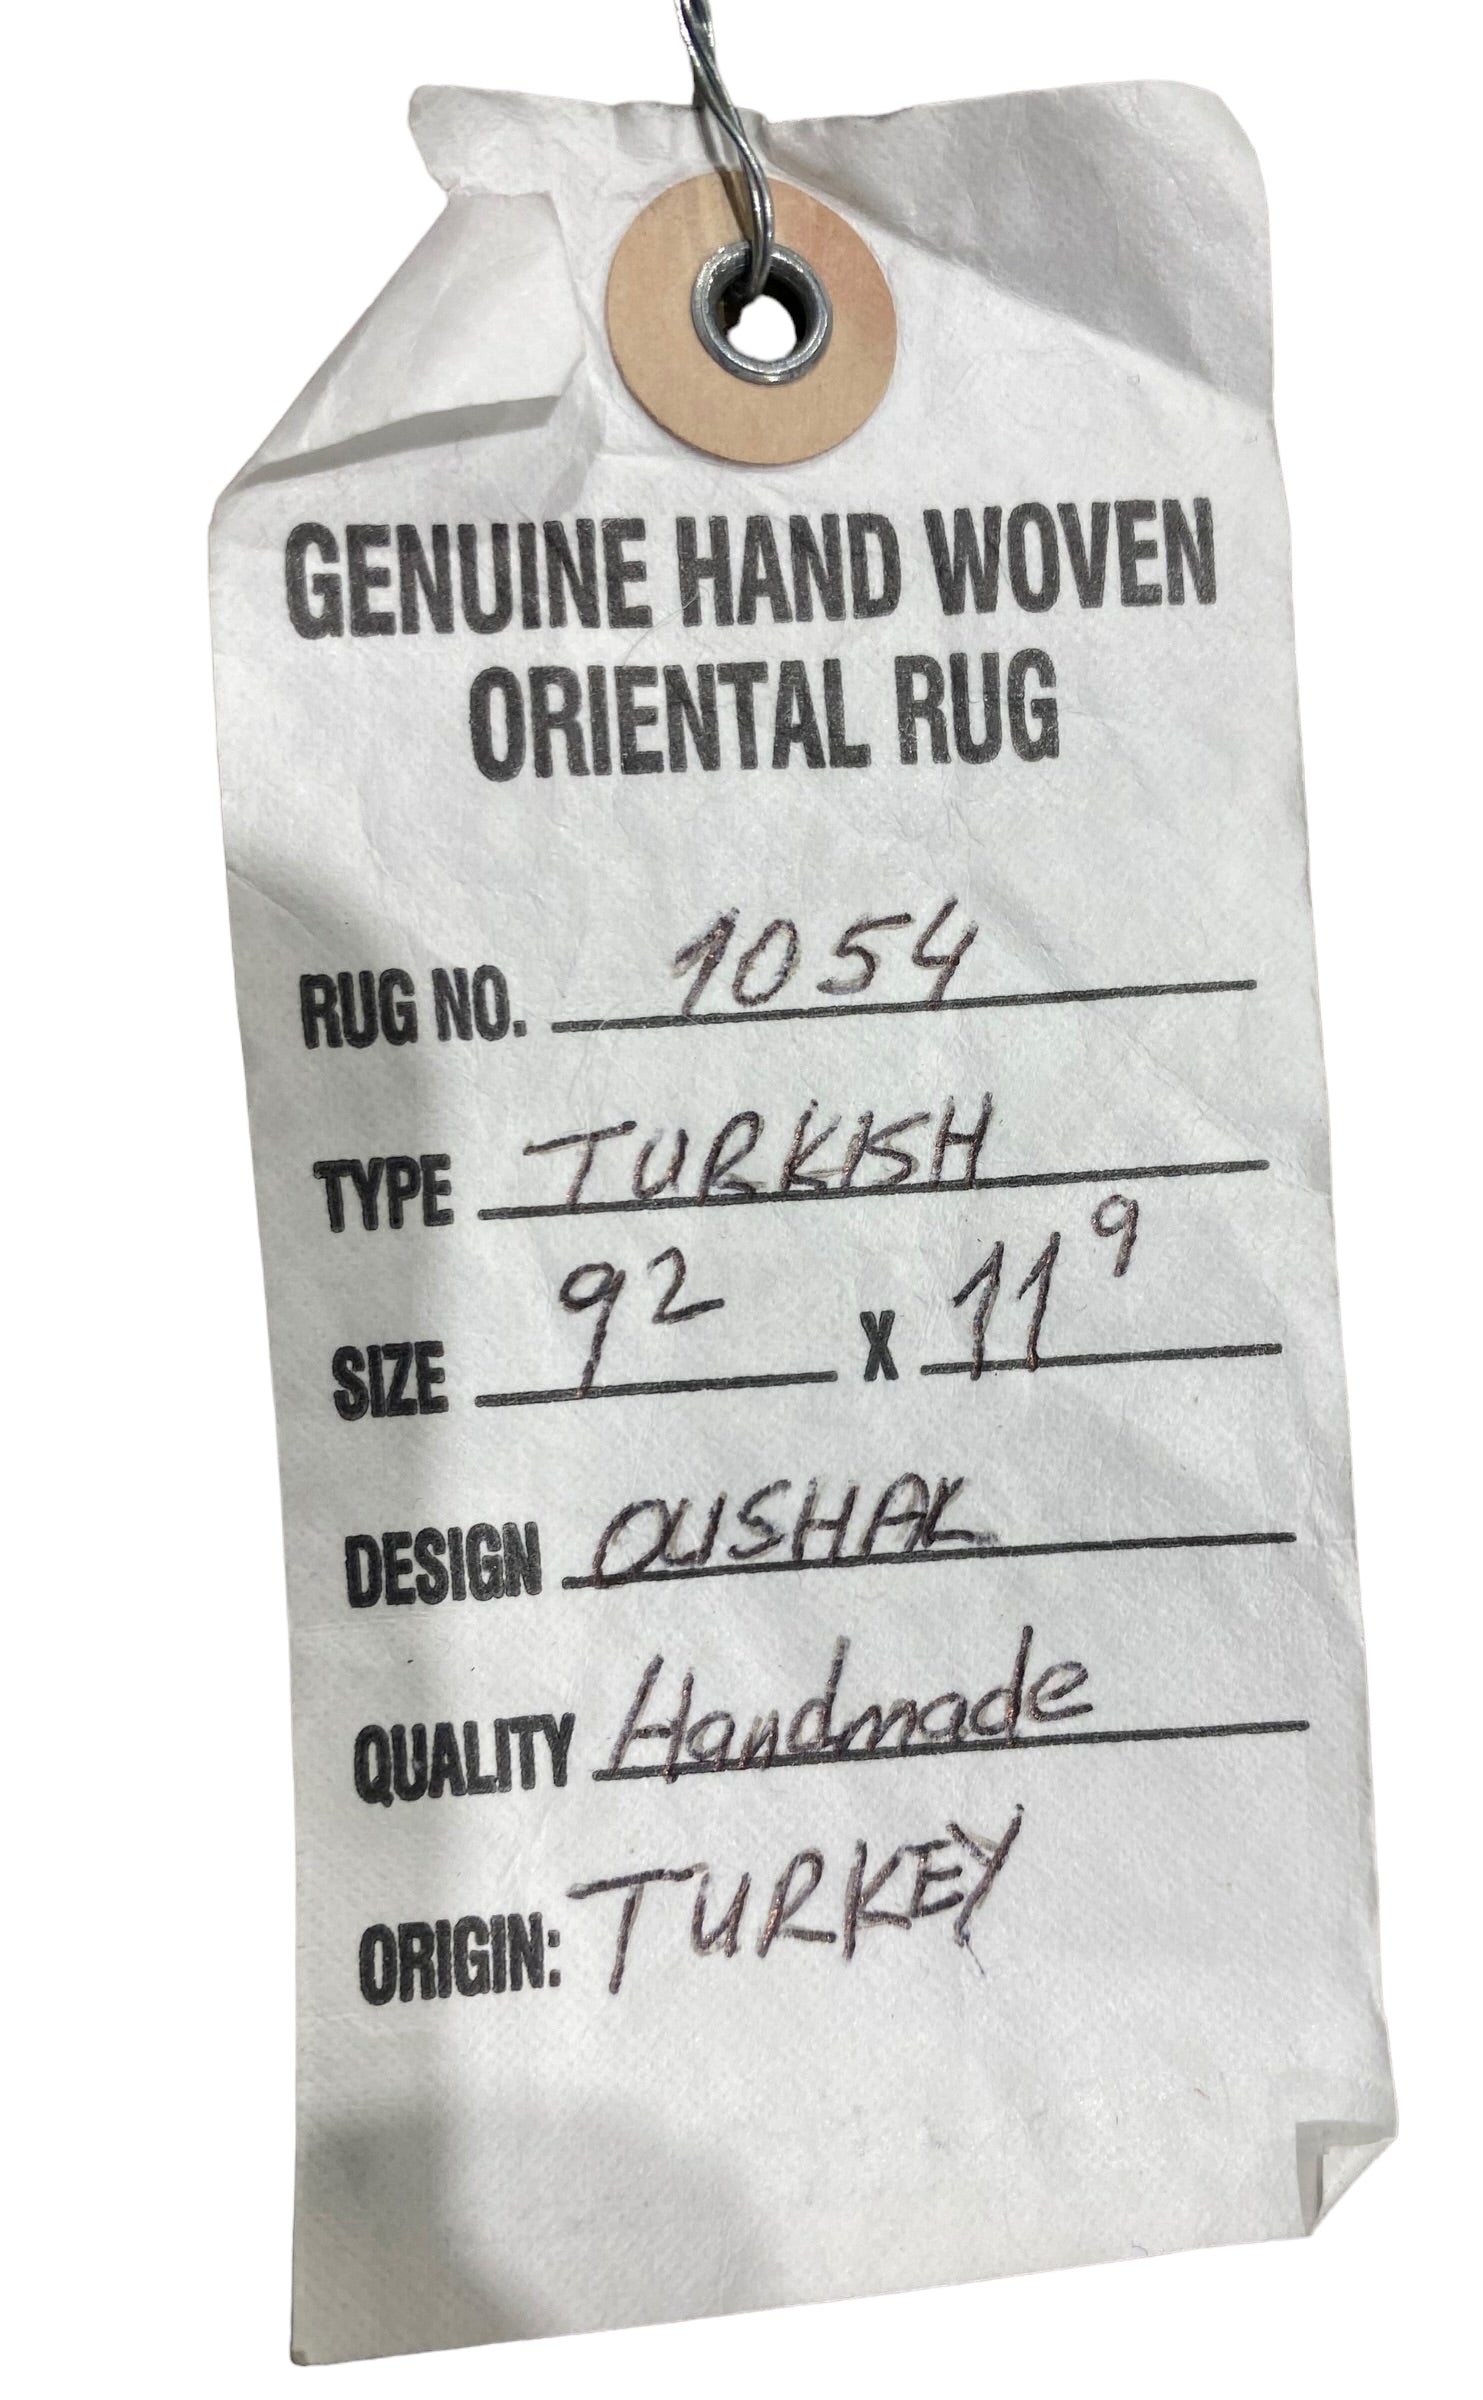 GENUINE HAND WOVEN
ORIENTAL RUG
RUG NO. 1054
TYPE TURKISH
SIZE 9² X 11⁹
DESIGN OUSHAK
QUALITY Handmade
ORIGIN: TURKEY